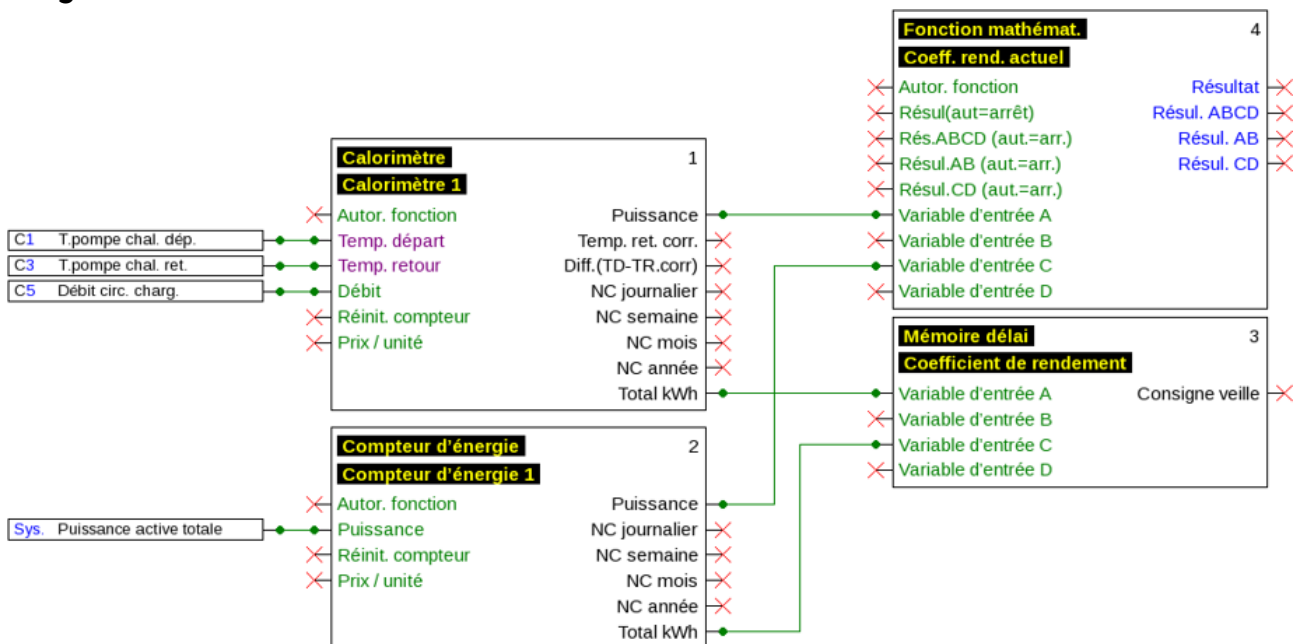 C1 T.pompe chal. dép.
C3 T.pompe chal. ret.
C5 Débit circ. charg.
Calorimètre 1
Calorimètre 1
Autor. fonction Puissance
Temp. départ Temp. ret. corr.
Temp. retour Diff.(TD-TR.corr)
Débit NC journalier
Réinit. compteur NC semaine
Prix / unité NC mois
NC année
Total kWh
Sys. Puissance active totale
Compteur d’énergie 2
Compteur d’énergie 1
Autor. fonction Puissance
Puissance NC journalier
Réinit. compteur NC semaine
Prix / unité NC mois
NC année
Total kWh
Fonction mathémat. 4
Coeff. rend. actuel
Autor. fonction Résultat
Résul(aut=arrêt) Résul. ABCD
Rés.ABCD (aut.=arr.) Résul. AB
Résul.AB (aut.=arr.) Résul. CD
Résul.CD (aut.=arr.)
Variable d’entrée A
Variable d’entrée B
Variable d’entrée C
Variable d’entrée D
Mémoire délai 3
Coefficient de rendement
Variable d’entrée A Consigne veille
Variable d’entrée B
Variable d’entrée C
Variable d’entrée D